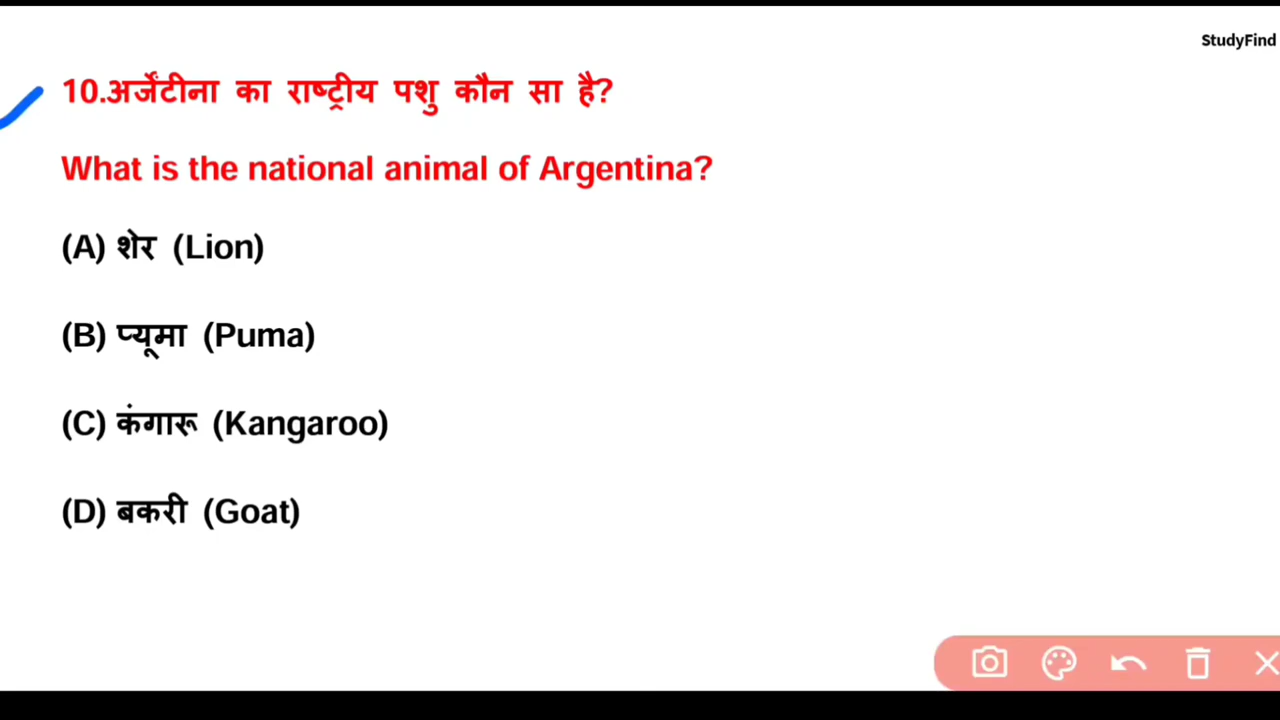 StudyFind
10.अर्जेंटीना का राष्ट्रीय पशु कौन सा है?
What is the national animal of Argentina?
(A) शेर (Lion)
(B) प्यूमा (Puma)
(C) कंगारू (Kangaroo)
(D) बकरी (Goat)